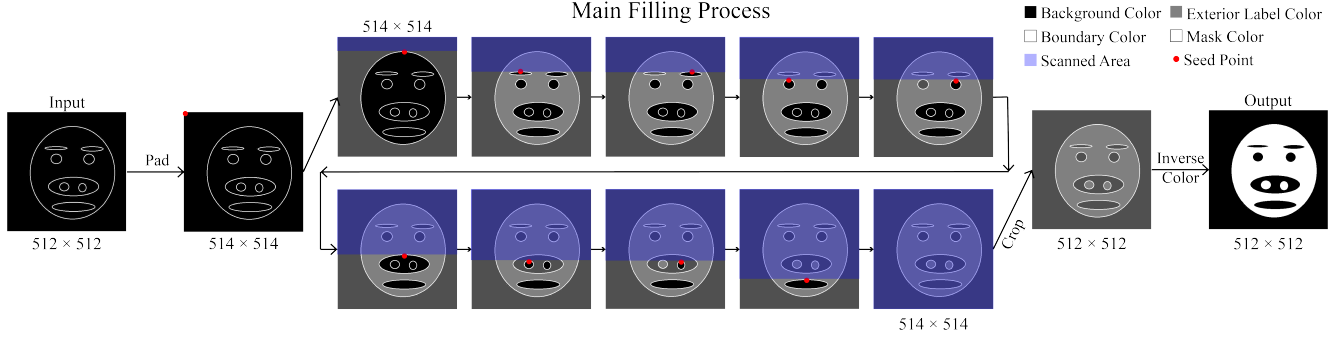 Main Filling Process
Background Color
Exterior Label Color
Boundary Color
Mask Color
Scanned Area
Seed Point
Input
512 × 512
Pad
514 × 514
514 × 514
514 × 514
Crop
512 × 512
Inverse
Color
Output
512 × 512